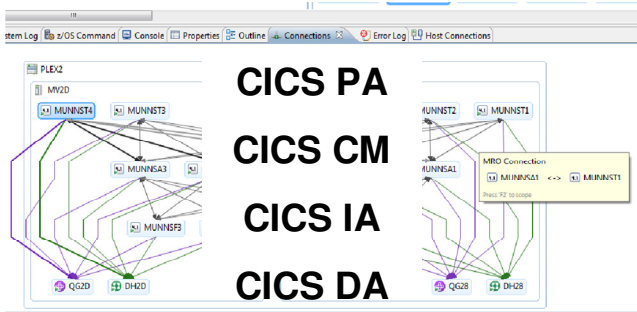 stem Log z/OS Command Console Properties Outline Connections Error Log Host Connections
PLEX2
MV2D
MUNNST4 MUNNST3 MUNNST2 MUNNST1
CICS PA
CICS CM
MUNNSA3 MUNNSA1
MRO Connection
MUNNSA1 <-> MUNNST1
Press 'F2' to scope
CICS IA
MUNNSF3
CICS DA
QG2D DH2D QG28 DH28